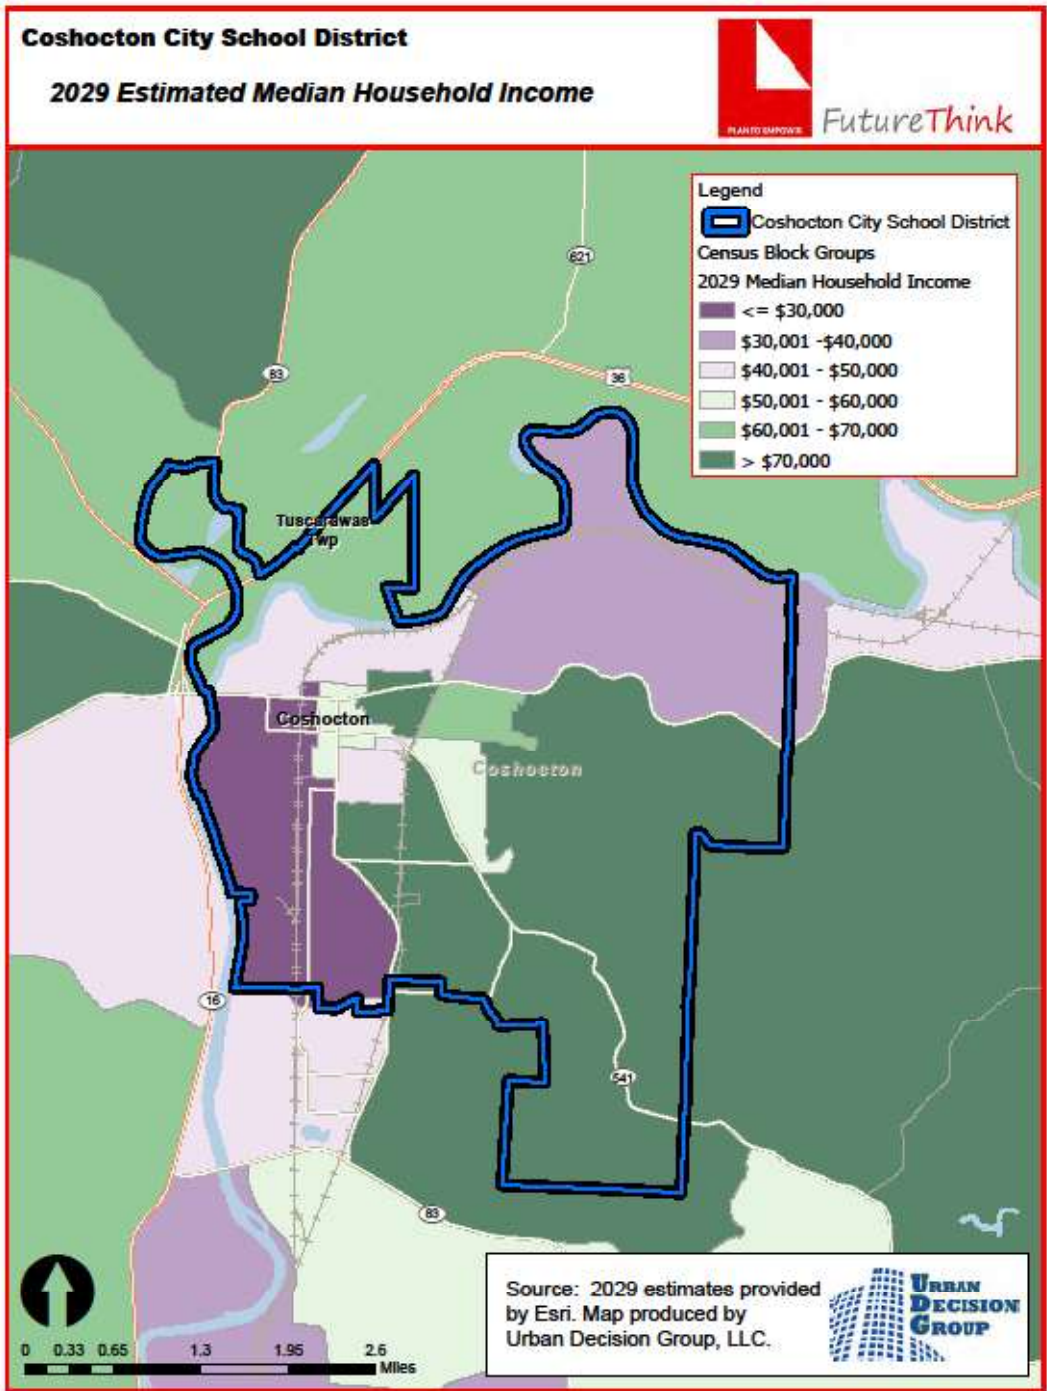 Coshocton City School District
2029 Estimated Median Household Income
PLAN TO EMPOWER
FutureThink
Legend
Coshocton City School District
Census Block Groups
2029 Median Household Income
<= $30,000
$30,001 -$40,000
$40,001 - $50,000
$50,001 - $60,000
$60,001 - $70,000
> $70,000
621
83
36
Tuscarawas
Twp
Coshocton
Coshocton
16
541
83
0 0.33 0.65 1.3 1.95 2.6
Miles
Source: 2029 estimates provided
by Esri. Map produced by
Urban Decision Group, LLC.
URBAN
DECISION
GROUP